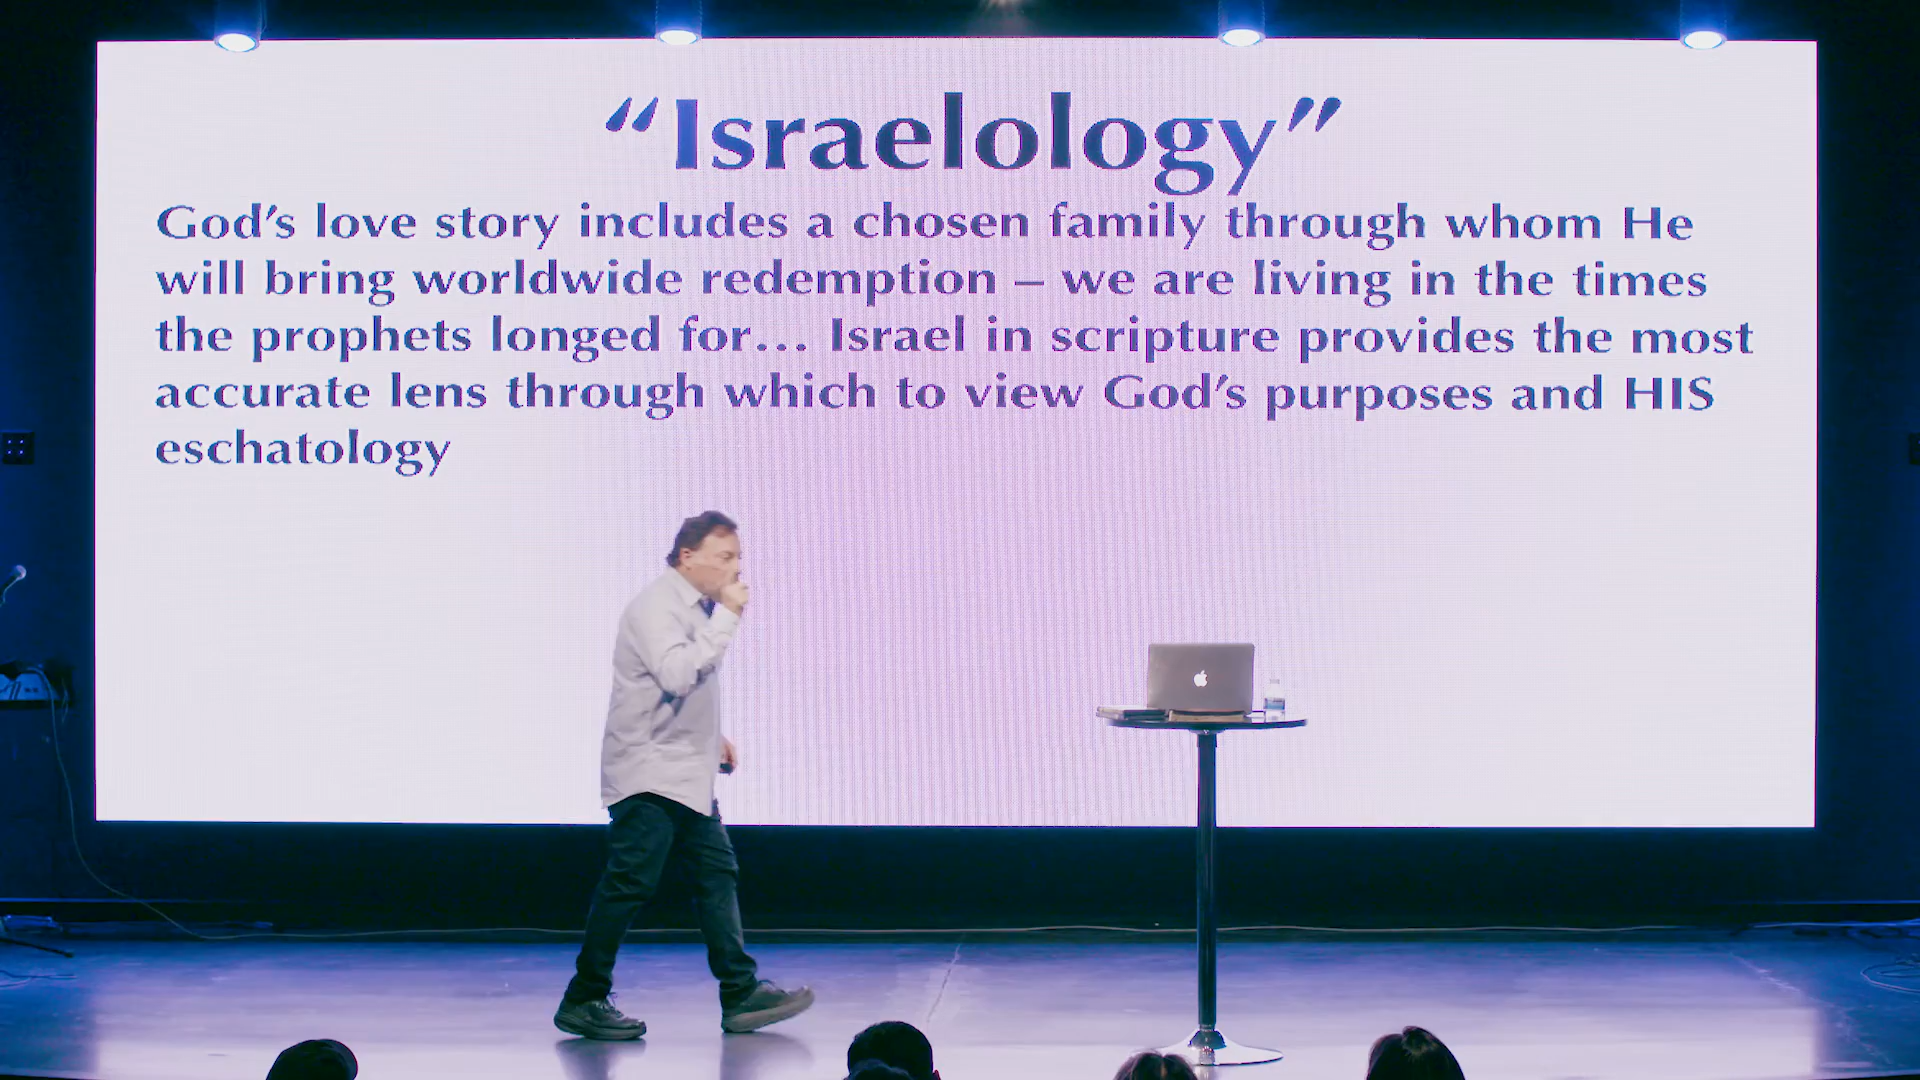 “Israelology”
God’s love story includes a chosen family through whom He
will bring worldwide redemption – we are living in the times
the prophets longed for… Israel in scripture provides the most
accurate lens through which to view God’s purposes and HIS
eschatology